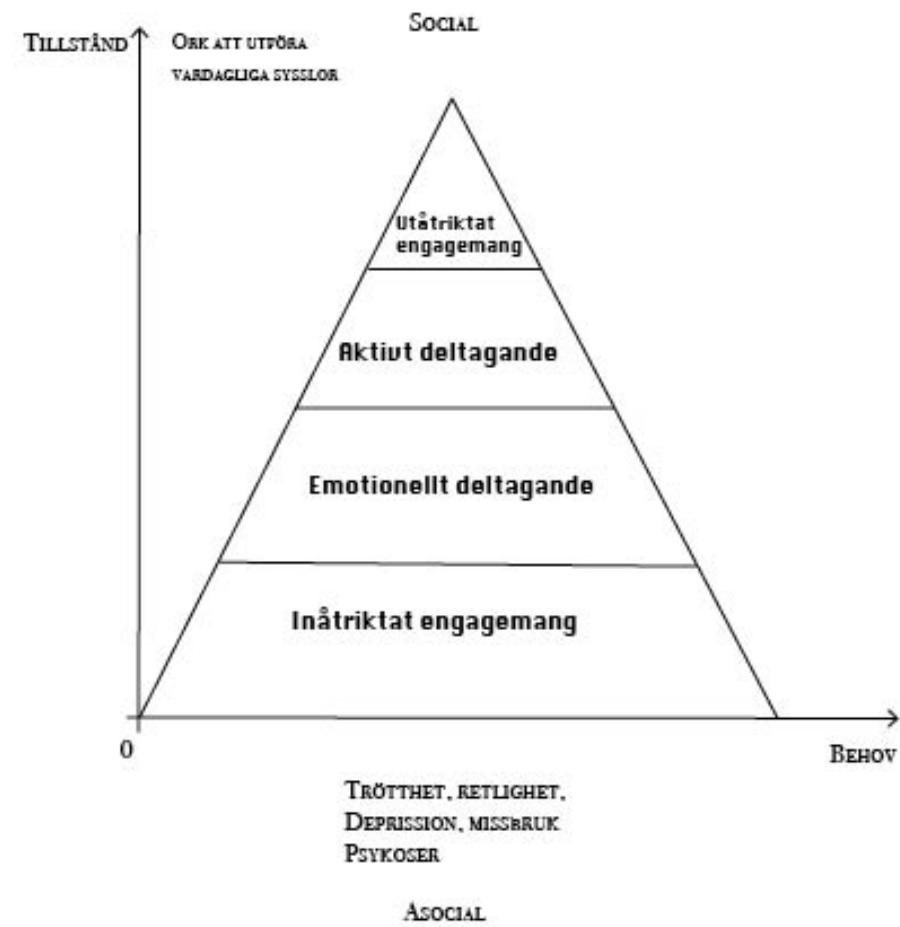 SOCIAL
TILLSTÅND
ORK ATT UTFÖRA
VARDAGLIGA SYSSLOR
Utåtriktat
engagemang
Aktivt deltagande
Emotionellt deltagande
Inåtriktat engagemang
0
BEHOV
TRÖTTHET, RETLIGHET,
DEPRISSION, MISSBRUK
PSYKOSER
ASOCIAL